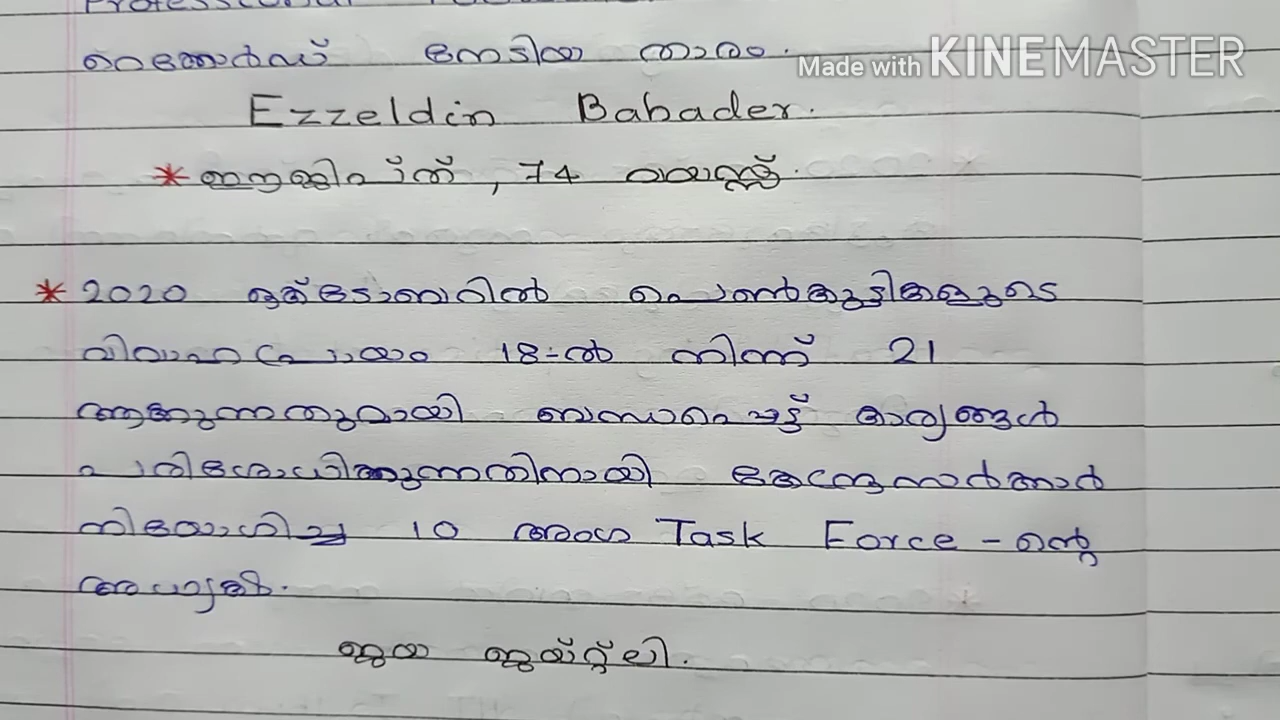 Professional
റെക്കോർഡ് നേടിയ താരം.
Made with KINEMASTER
Ezzeldin Bahader.
* ഈജിപ്ത്, 74 വയസ്സ്.
* 2020 ഒക്ടോബറിൽ പെൺകുട്ടികളുടെ
വിവാഹപ്രായം 18-ൽ നിന്ന് 21
ആക്കുന്നതുമായി ബന്ധപ്പെട്ട് കാര്യങ്ങൾ
പരിശോധിക്കുന്നതിനായി കേന്ദ്രസർക്കാർ
നിയോഗിച്ച 10 അംഗ Task Force - ന്റെ
അധ്യക്ഷ.
ജയ ജയ്റ്റ്ലി.